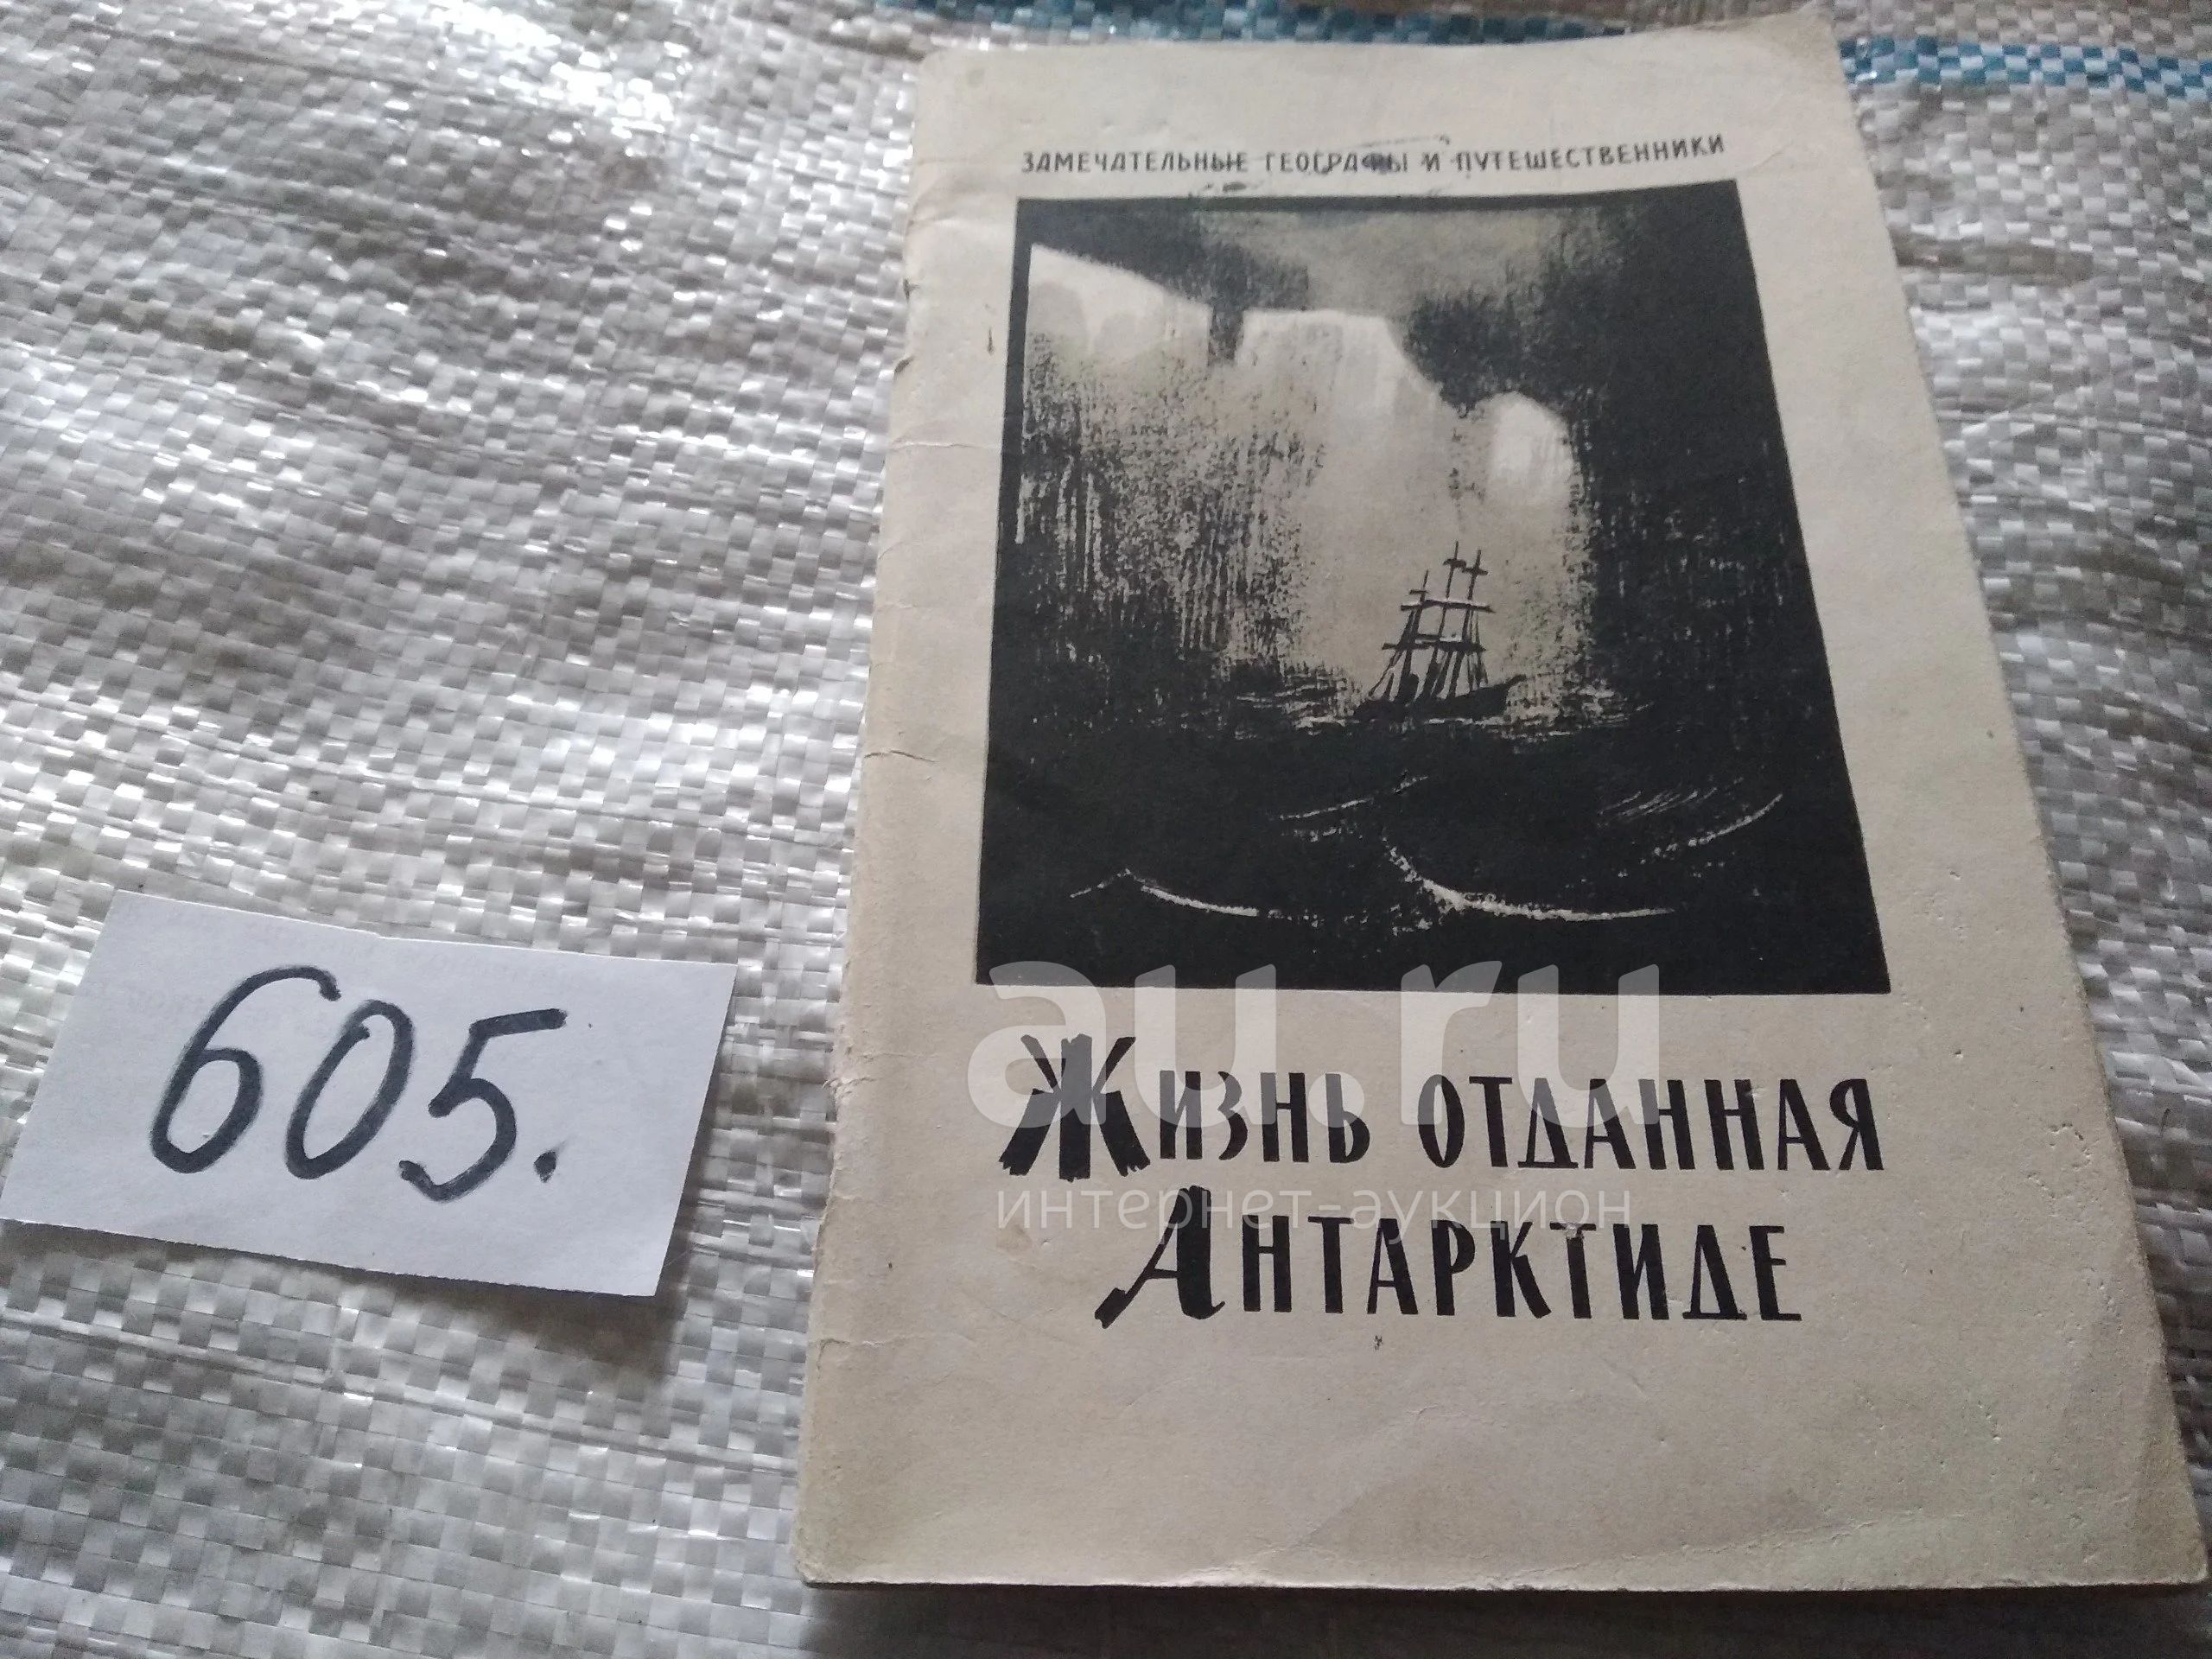 ЗАМЕЧАТЕЛЬНЫЕ ГЕОГРАФЫ И ПУТЕШЕСТВЕННИКИ
au.ru
ЖИЗНЬ ОТДАННАЯ
интернет-аукцион
АНТАРКТИДЕ
605.